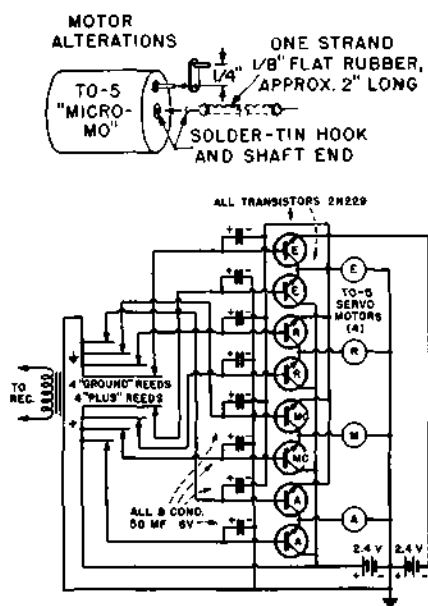 MOTOR
ALTERATIONS
ONE STRAND
1/8" FLAT RUBBER,
APPROX. 2" LONG
1/4"
TO-5
"MICRO-
MO"
SOLDER-TIN HOOK
AND SHAFT END
ALL TRANSISTORS 2N229
+ -
E
E
TO-5
SERVO
MOTORS
(4)
+ -
E
+ -
R
R
+ -
R
TO
REC.
4 "GROUND" REEDS
4 "PLUS" REEDS
+
+ -
MC
M
+ -
MC
+ -
A
A
ALL 8 COND.
50 MF 6V
+ -
A
2.4 V
2.4 V
+ -
+ -